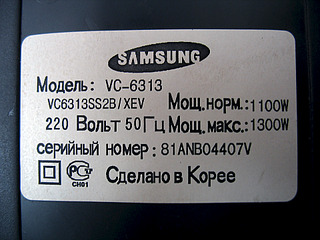 SAMSUNG
Модель: VC-6313
VC6313SS2B/XEV Мощ.норм.:1100W
220 Вольт 50Гц Мощ.макс.:1300W
серийный номер: 81ANB04407V
Сделано в Корее
CH01